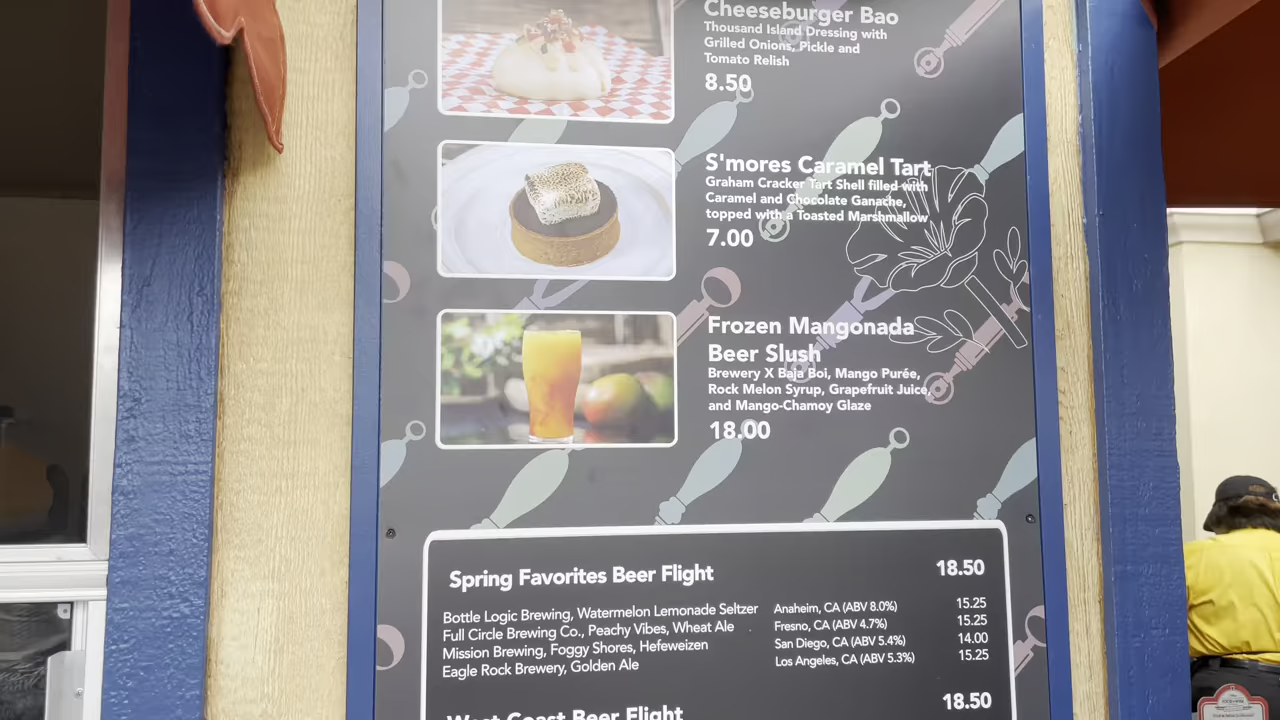 Cheeseburger Bao
Thousand Island Dressing with
Grilled Onions, Pickle and
Tomato Relish
8.50
S'mores Caramel Tart
Graham Cracker Tart Shell filled with
Caramel and Chocolate Ganache,
topped with a Toasted Marshmallow
7.00
Frozen Mangonada
Beer Slush
Brewery X Baja Boi, Mango Purée,
Rock Melon Syrup, Grapefruit Juice,
and Mango-Chamoy Glaze
18.00
Spring Favorites Beer Flight 18.50
Bottle Logic Brewing, Watermelon Lemonade Seltzer Anaheim, CA (ABV 8.0%) 15.25
Full Circle Brewing Co., Peachy Vibes, Wheat Ale Fresno, CA (ABV 4.7%) 15.25
Mission Brewing, Foggy Shores, Hefeweizen San Diego, CA (ABV 5.4%) 14.00
Eagle Rock Brewery, Golden Ale Los Angeles, CA (ABV 5.3%) 15.25
West Coast Beer Flight 18.50